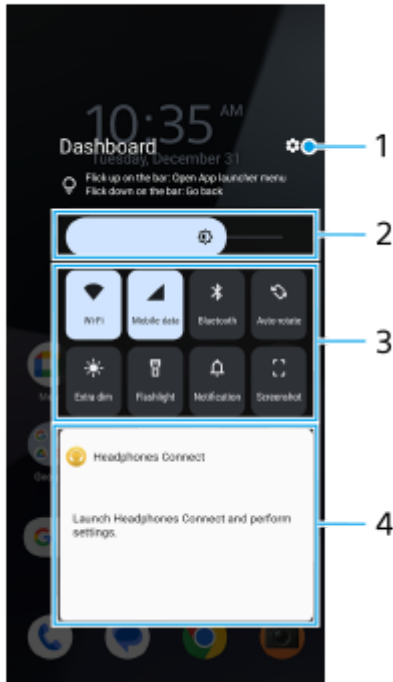 10:35 AM
Dashboard
1
Tuesday, December 31
Flick up on the bar: Open App launcher menu
Flick down on the bar: Go back
2
Wi-Fi
Mobile data
Bluetooth
Auto-rotate
3
Extra dim
Flashlight
Notification
Screenshot
Headphones Connect
Launch Headphones Connect and perform
settings.
4